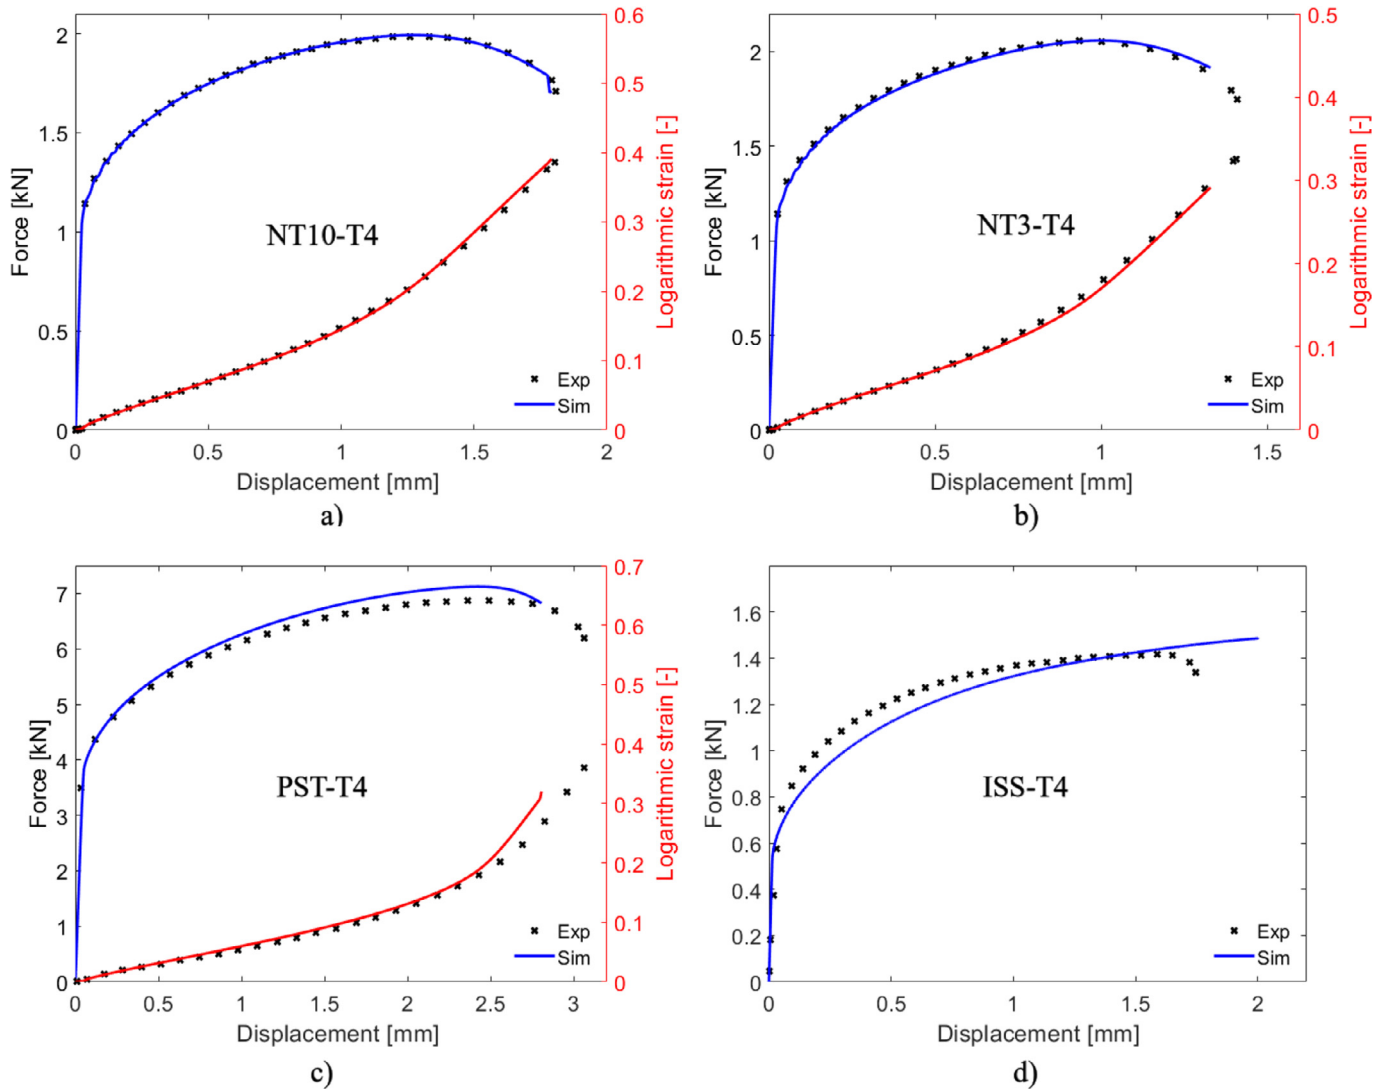 2
1.5
1
0.5
0
Force [kN]
0.6
0.5
0.4
0.3
0.2
0.1
0
Logarithmic strain [-]
NT10-T4
Exp
Sim
0 0.5 1 1.5 2
Displacement [mm]
a)
2
1.5
1
0.5
0
Force [kN]
0.5
0.4
0.3
0.2
0.1
0
Logarithmic strain [-]
NT3-T4
Exp
Sim
0 0.5 1 1.5
Displacement [mm]
b)
7
6
5
4
3
2
1
0
Force [kN]
0.7
0.6
0.5
0.4
0.3
0.2
0.1
0
Logarithmic strain [-]
PST-T4
Exp
Sim
0 0.5 1 1.5 2 2.5 3
Displacement [mm]
c)
1.6
1.4
1.2
1
0.8
0.6
0.4
0.2
0
Force [kN]
ISS-T4
Exp
Sim
0 0.5 1 1.5 2
Displacement [mm]
d)